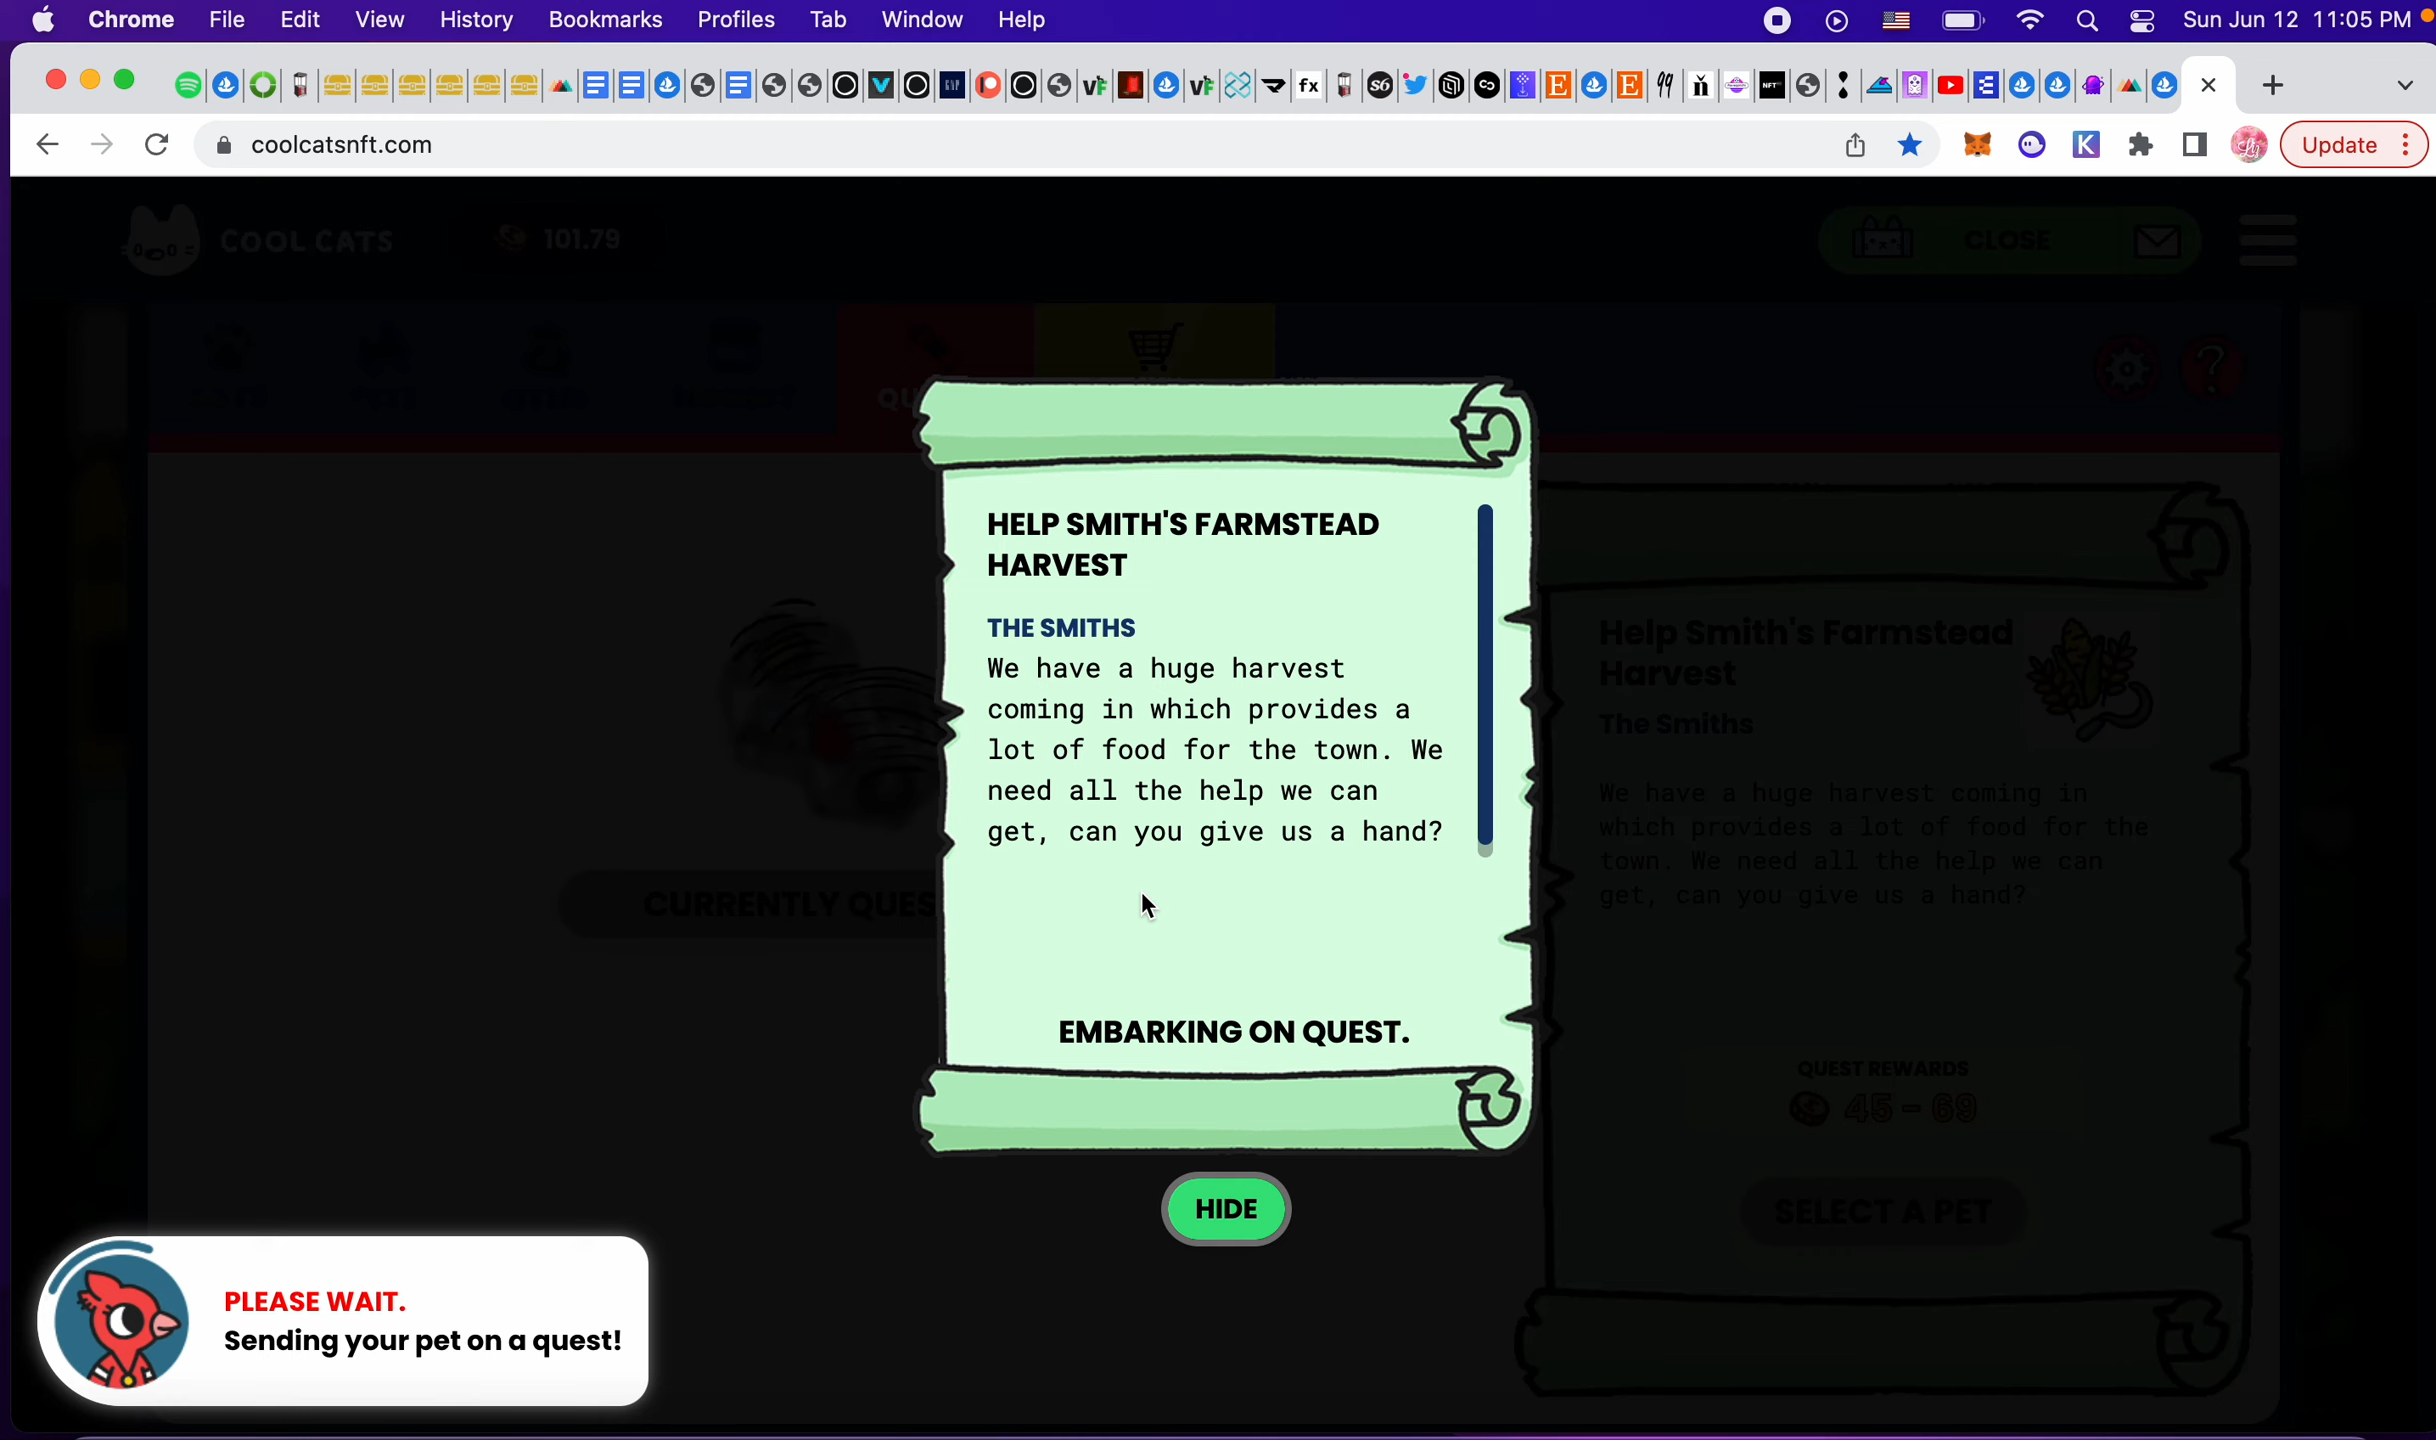 Chrome File Edit View History Bookmarks Profiles Tab Window Help Sun Jun 12 11:05 PM
coolcatsnft.com Update
COOL CATS 101.79 CLOSE
HELP SMITH'S FARMSTEAD
HARVEST
THE SMITHS
We have a huge harvest
coming in which provides a
lot of food for the town. We
need all the help we can
get, can you give us a hand?
EMBARKING ON QUEST.
HIDE
CURRENTLY QUES
Help Smith's Farmstead
Harvest
The Smiths
We have a huge harvest coming in
which provides a lot of food for the
town. We need all the help we can
get, can you give us a hand?
QUEST REWARDS
45 - 69
SELECT A PET
PLEASE WAIT.
Sending your pet on a quest!